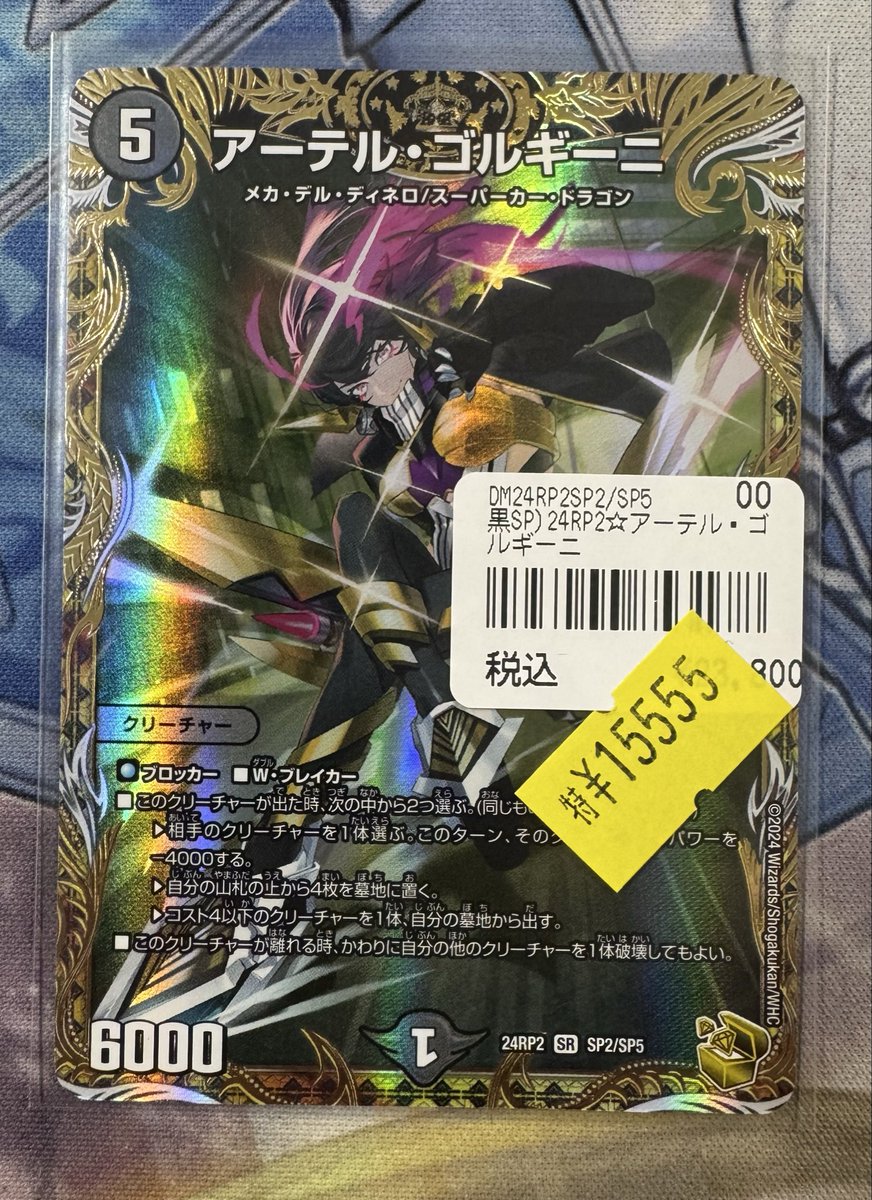 5
アーテル・ゴルギーニ
メカ・デル・ディネロ/スーパーカー・ドラゴン
DM24RP2SP2/SP5 00
黒SP)24RP2☆アーテル・ゴ
ルギーニ
税込 3,800
特¥15555
クリーチャー
ブロッカー ■W・ブレイカー
■このクリーチャーが出た時、次の中から2つ選ぶ。(同じも
▶相手のクリーチャーを1体選ぶ。このターン、その パワーを
-4000する。
▶自分の山札の上から4枚を墓地に置く。
▶コスト4以下のクリーチャーを1体、自分の墓地から出す。
■このクリーチャーが離れる時、かわりに自分の他のクリーチャーを1体破壊してもよい。
©2024 Wizards/Shogakukan/WHC
6000
1
24RP2 SR SP2/SP5